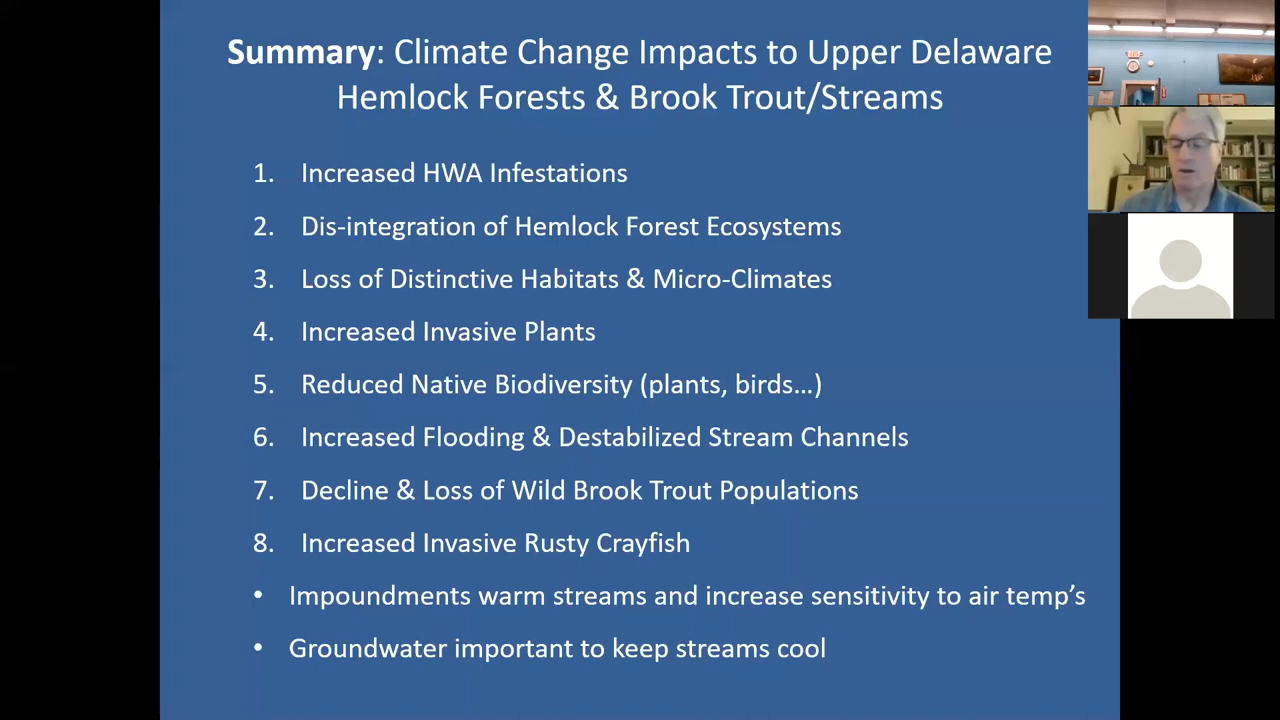 Summary: Climate Change Impacts to Upper Delaware
Hemlock Forests & Brook Trout/Streams
1. Increased HWA Infestations
2. Dis-integration of Hemlock Forest Ecosystems
3. Loss of Distinctive Habitats & Micro-Climates
4. Increased Invasive Plants
5. Reduced Native Biodiversity (plants, birds…)
6. Increased Flooding & Destabilized Stream Channels
7. Decline & Loss of Wild Brook Trout Populations
8. Increased Invasive Rusty Crayfish
• Impoundments warm streams and increase sensitivity to air temp’s
• Groundwater important to keep streams cool